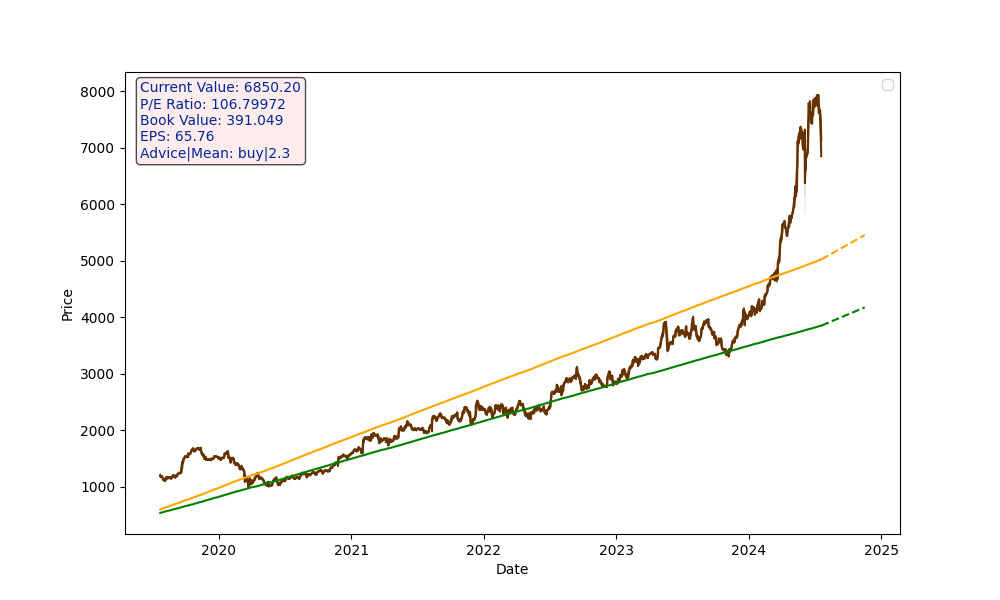 Current Value: 6850.20
P/E Ratio: 106.79972
Book Value: 391.049
EPS: 65.76
Advice|Mean: buy|2.3
8000
7000
6000
5000
4000
3000
2000
1000
Price
2020 2021 2022 2023 2024 2025
Date